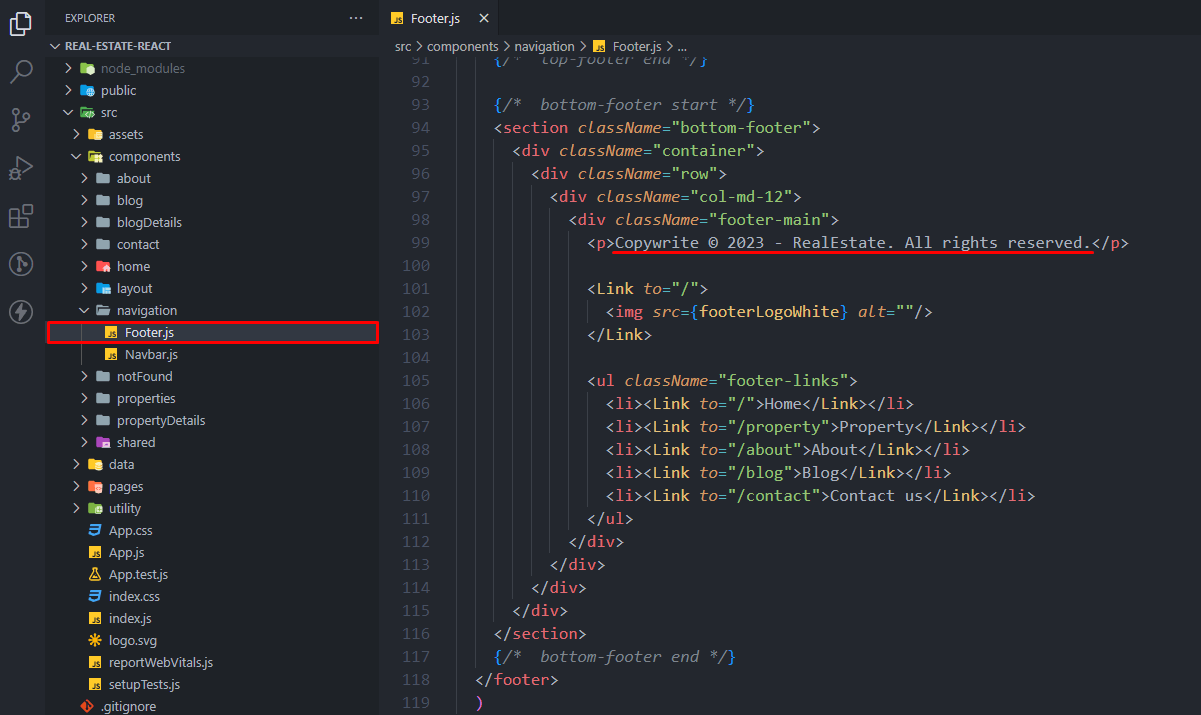 EXPLORER
...
REAL-ESTATE-REACT
node_modules
public
src
assets
components
about
blog
blogDetails
contact
home
layout
navigation
Footer.js
Navbar.js
notFound
properties
propertyDetails
shared
data
pages
utility
App.css
App.js
App.test.js
index.css
index.js
logo.svg
reportWebVitals.js
setupTests.js
.gitignore
JS Footer.js ×
src > components > navigation > JS Footer.js > ...
91 {/* top-footer end */}
92
93 {/*  bottom-footer start */}
94 <section className="bottom-footer">
95 <div className="container">
96 <div className="row">
97 <div className="col-md-12">
98 <div className="footer-main">
99 <p>Copywrite © 2023 - RealEstate. All rights reserved.</p>
100
101 <Link to="/">
102 <img src={footerLogoWhite} alt=""/>
103 </Link>
104
105 <ul className="footer-links">
106 <li><Link to="/">Home</Link></li>
107 <li><Link to="/property">Property</Link></li>
108 <li><Link to="/about">About</Link></li>
109 <li><Link to="/blog">Blog</Link></li>
110 <li><Link to="/contact">Contact us</Link></li>
111 </ul>
112 </div>
113 </div>
114 </div>
115 </div>
116 </section>
117 {/*  bottom-footer end */}
118 </footer>
119 )